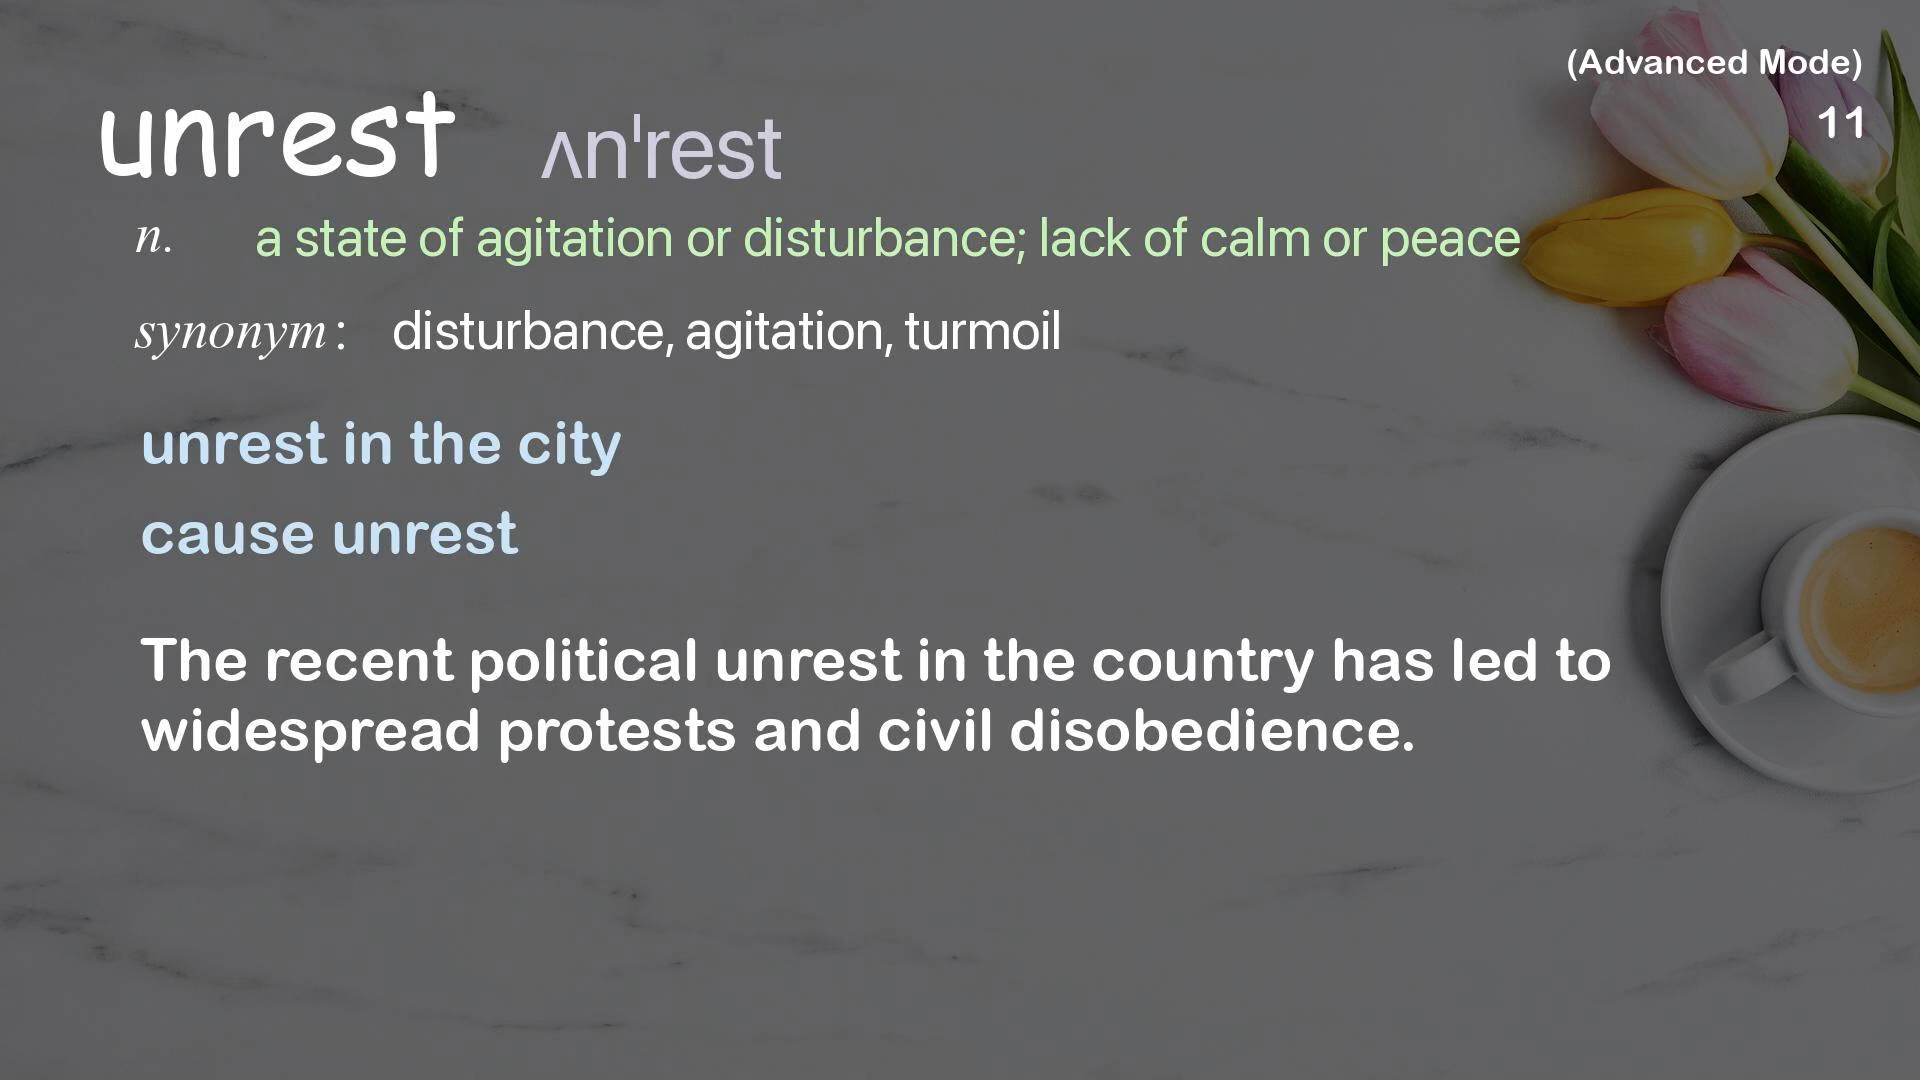 (Advanced Mode)
11
unrest ʌn'rest
n. a state of agitation or disturbance; lack of calm or peace
synonym: disturbance, agitation, turmoil
unrest in the city
cause unrest
The recent political unrest in the country has led to
widespread protests and civil disobedience.